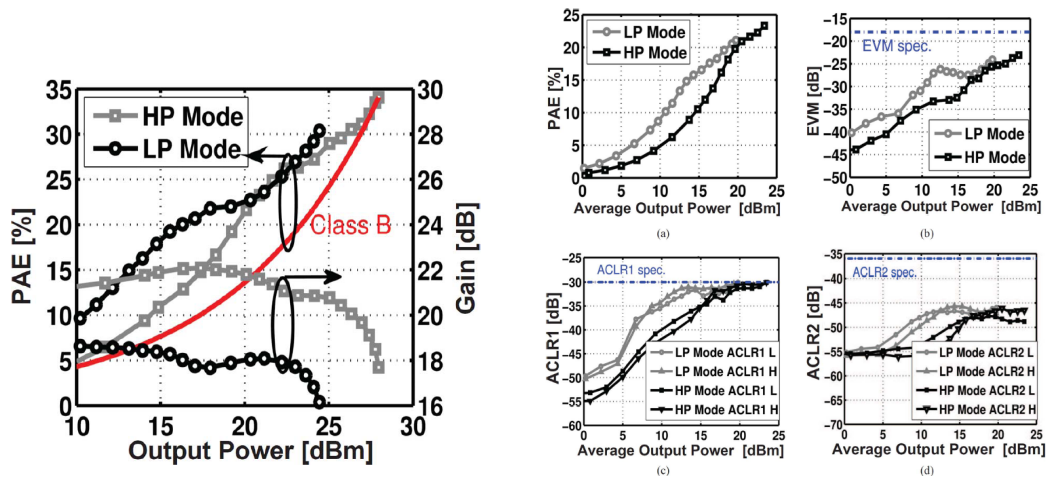 HP Mode
LP Mode
Class B
PAE [%]
35
30
25
20
15
10
5
0
Gain [dB]
30
28
26
24
22
20
18
16
10 15 20 25 30
Output Power [dBm]
LP Mode
HP Mode
PAE [%]
25
20
15
10
5
0
0 5 10 15 20 25
Average Output Power [dBm]
(a)
EVM spec.
LP Mode
HP Mode
EVM [dB]
-15
-20
-25
-30
-35
-40
-45
-50
0 5 10 15 20 25
Average Output Power [dBm]
(b)
ACLR1 spec.
LP Mode ACLR1 L
LP Mode ACLR1 H
HP Mode ACLR1 L
HP Mode ACLR1 H
ACLR1 [dB]
-25
-30
-35
-40
-45
-50
-55
-60
0 5 10 15 20 25
Average Output Power [dBm]
(c)
ACLR2 spec.
LP Mode ACLR2 L
LP Mode ACLR2 H
HP Mode ACLR2 L
HP Mode ACLR2 H
ACLR2 [dB]
-35
-40
-45
-50
-55
-60
-65
-70
0 5 10 15 20 25
Average Output Power [dBm]
(d)